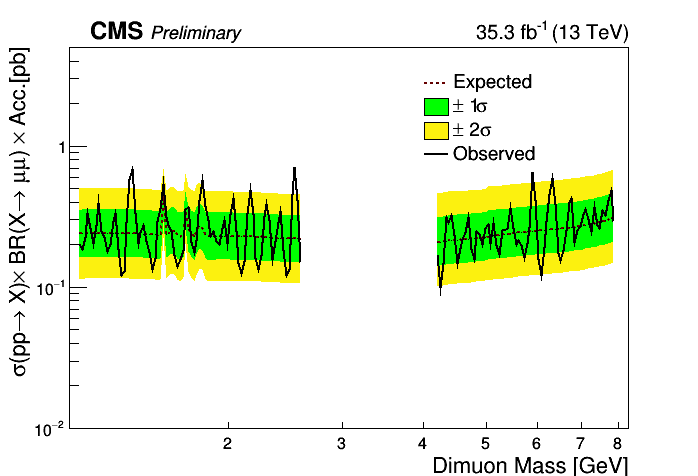 CMS Preliminary 35.3 fb⁻¹ (13 TeV)
σ(pp→ X)× BR(X→ μμ) × Acc.[pb]
Expected
± 1σ
± 2σ
Observed
1
10⁻¹
10⁻²
2 3 4 5 6 7 8
Dimuon Mass [GeV]